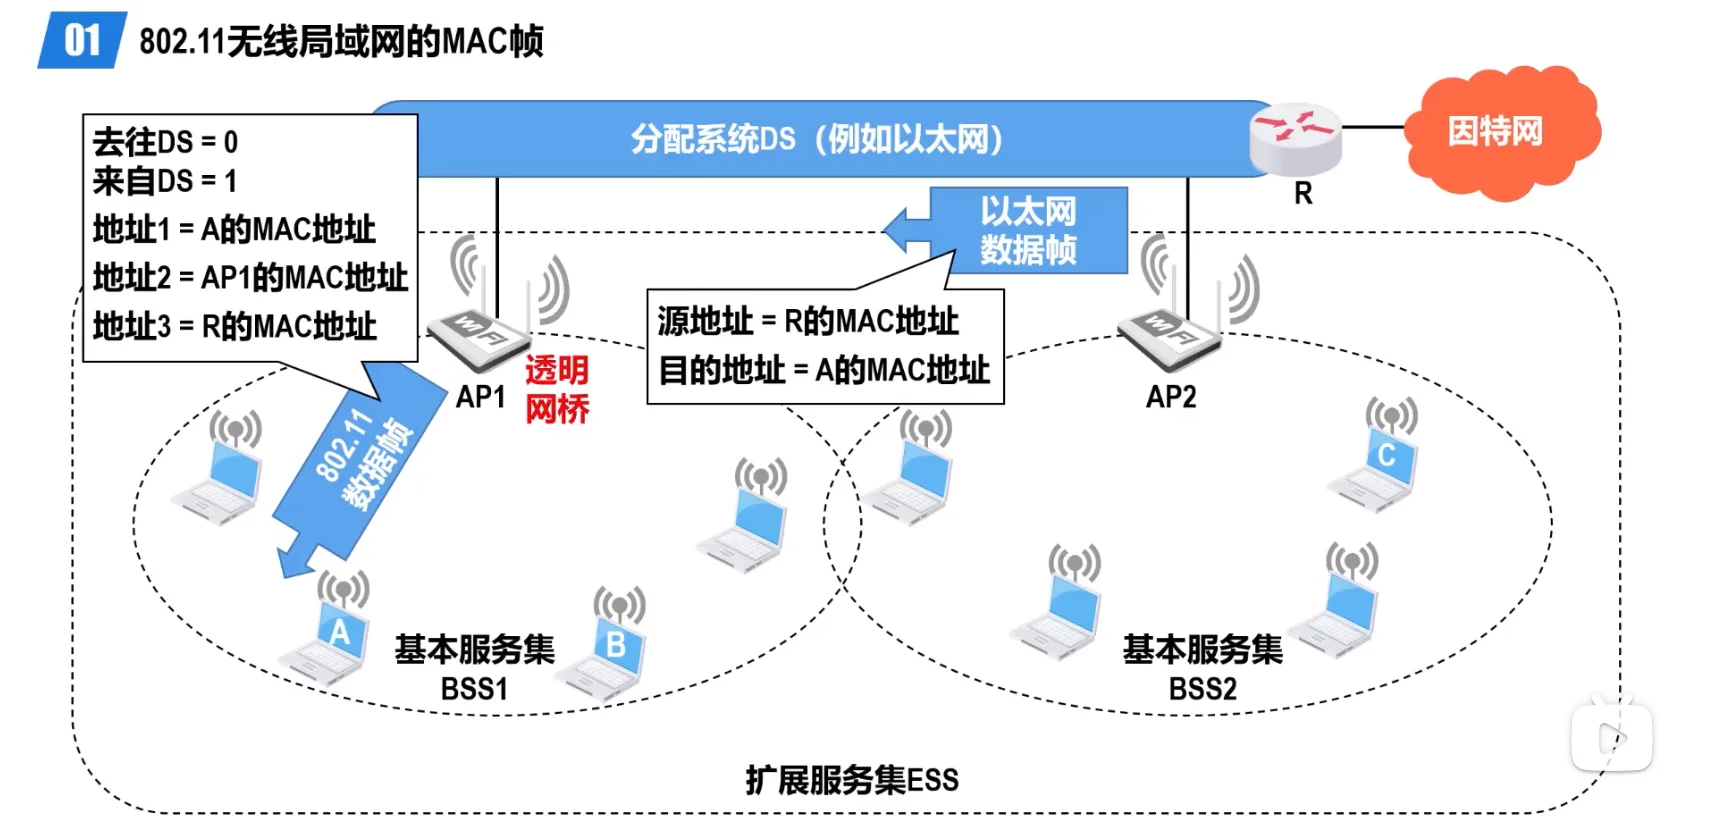 01 802.11无线局域网的MAC帧
去往DS = 0
来自DS = 1
地址1 = A的MAC地址
地址2 = AP1的MAC地址
地址3 = R的MAC地址
分配系统DS（例如以太网）
R
因特网
以太网
数据帧
源地址 = R的MAC地址
目的地址 = A的MAC地址
WiFi
AP1
透明
网桥
WiFi
AP2
802.11
数据帧
A
B
C
基本服务集
BSS1
基本服务集
BSS2
扩展服务集ESS